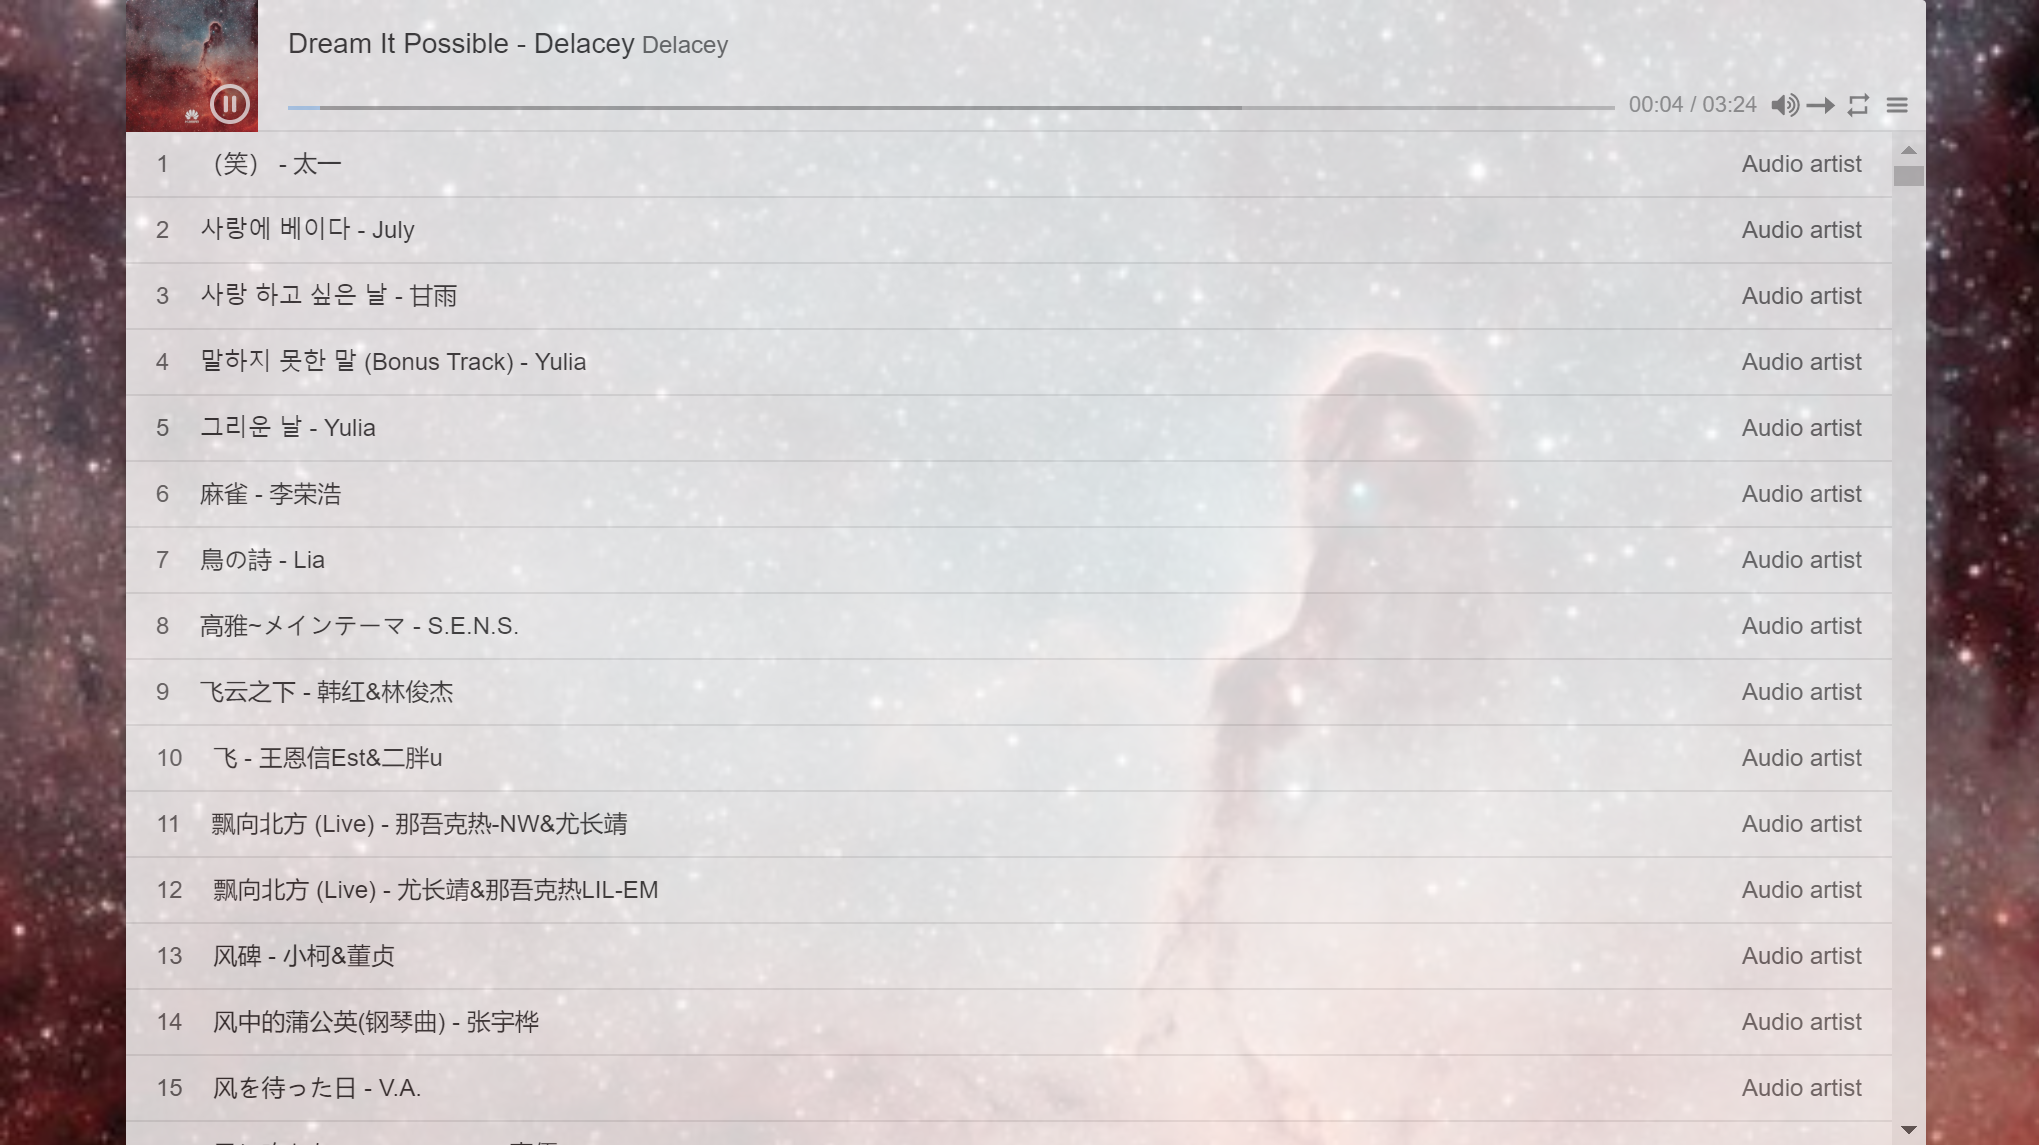 Dream It Possible - Delacey Delacey
00:04 / 03:24
1 （笑） - 太一 Audio artist
2 사랑에 베이다 - July Audio artist
3 사랑 하고 싶은 날 - 甘雨 Audio artist
4 말하지 못한 말 (Bonus Track) - Yulia Audio artist
5 그리운 날 - Yulia Audio artist
6 麻雀 - 李荣浩 Audio artist
7 鳥の詩 - Lia Audio artist
8 高雅~メインテーマ - S.E.N.S. Audio artist
9 飞云之下 - 韩红&林俊杰 Audio artist
10 飞 - 王恩信Est&二胖u Audio artist
11 飘向北方 (Live) - 那吾克热-NW&尤长靖 Audio artist
12 飘向北方 (Live) - 尤长靖&那吾克热LIL-EM Audio artist
13 风碑 - 小柯&董贞 Audio artist
14 风中的蒲公英(钢琴曲) - 张宇桦 Audio artist
15 风を待った日 - V.A. Audio artist